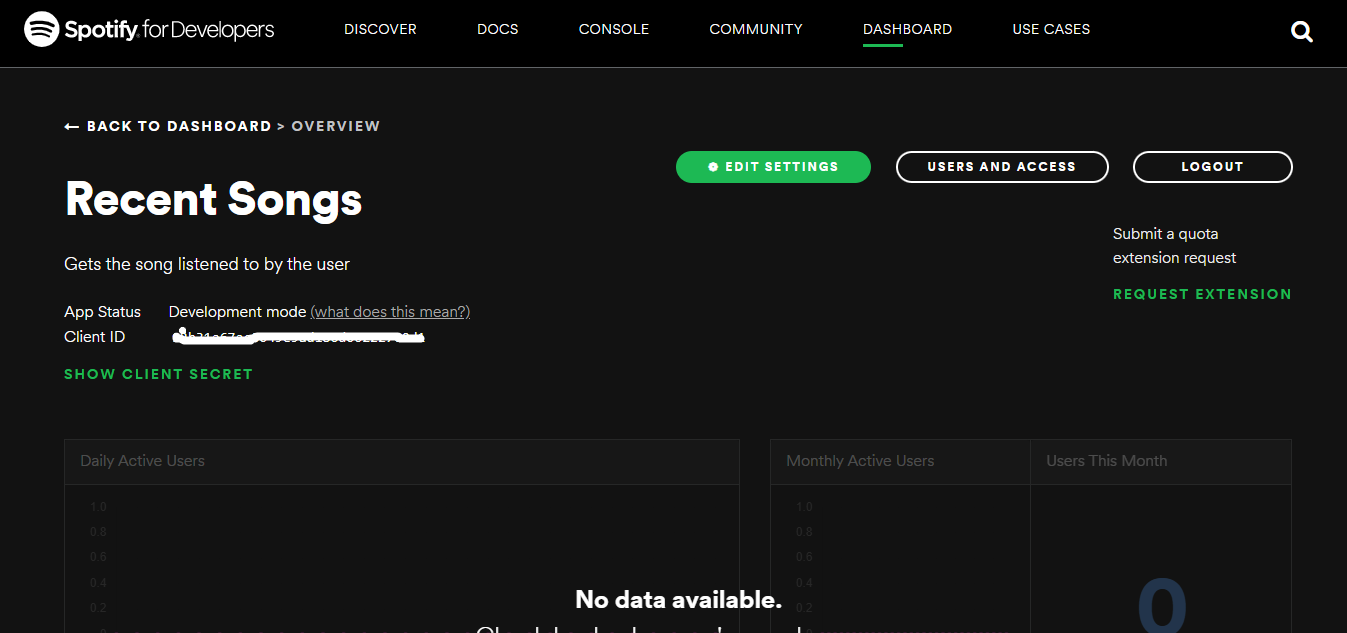 Spotify for Developers
DISCOVER
DOCS
CONSOLE
COMMUNITY
DASHBOARD
USE CASES
← BACK TO DASHBOARD > OVERVIEW
EDIT SETTINGS
USERS AND ACCESS
LOGOUT
Recent Songs
Submit a quota
extension request
Gets the song listened to by the user
REQUEST EXTENSION
App Status Development mode (what does this mean?)
Client ID
SHOW CLIENT SECRET
Daily Active Users
Monthly Active Users
Users This Month
1.0
0.8
0.6
0.4
0.2
1.0
0.8
0.6
0.4
0.2
0
No data available.